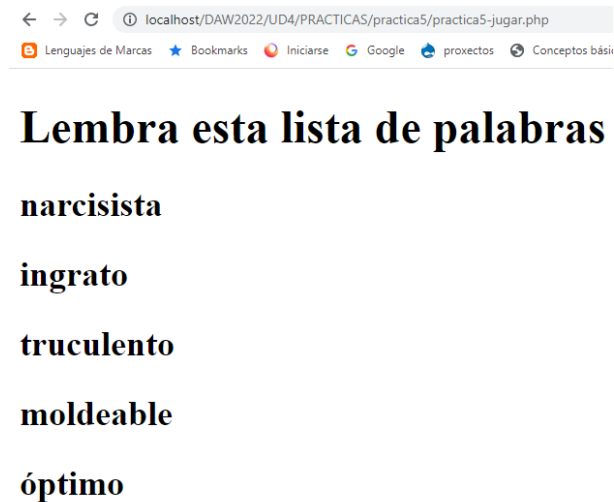 localhost/DAW2022/UD4/PRACTICAS/practica5/practica5-jugar.php
Lenguajes de Marcas Bookmarks Iniciarse Google proxectos Conceptos bási
Lembra esta lista de palabras
narcisista
ingrato
truculento
moldeable
óptimo